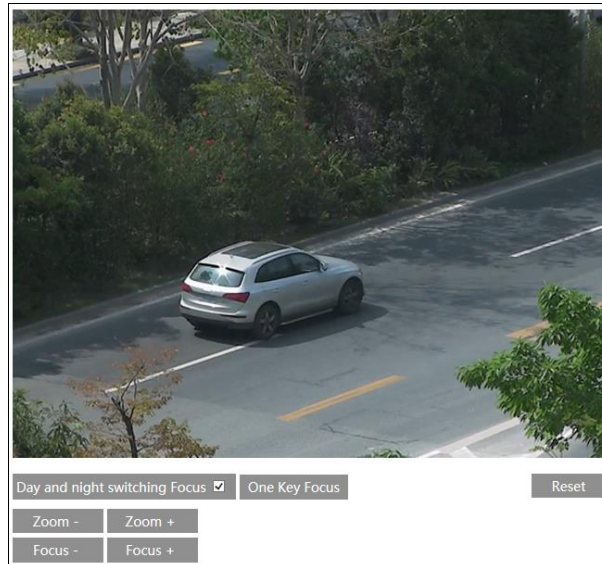 Day and night switching Focus One Key Focus Reset
Zoom - Zoom +
Focus - Focus +